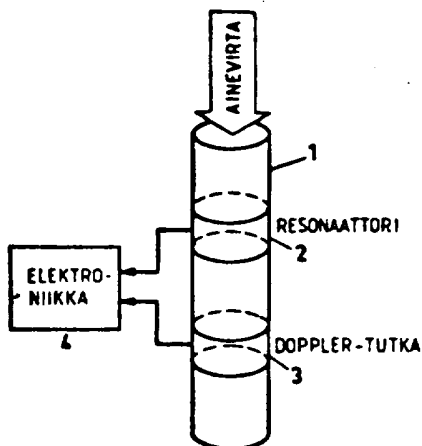 AINEVIRTA
1
RESONAATTORI
2
ELEKTRO-
NIIKKA
4
DOPPLER-TUTKA
3